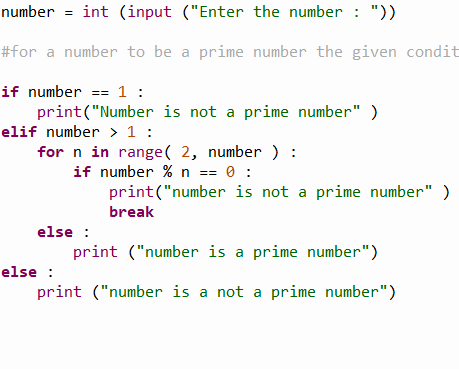 number = int (input ("Enter the number : "))
#for a number to be a prime number the given condit
if number == 1 :
    print("Number is not a prime number" )
elif number > 1 :
    for n in range( 2, number ) :
        if number % n == 0 :
            print("number is not a prime number" )
            break
    else :
        print ("number is a prime number")
else :
    print ("number is a not a prime number")